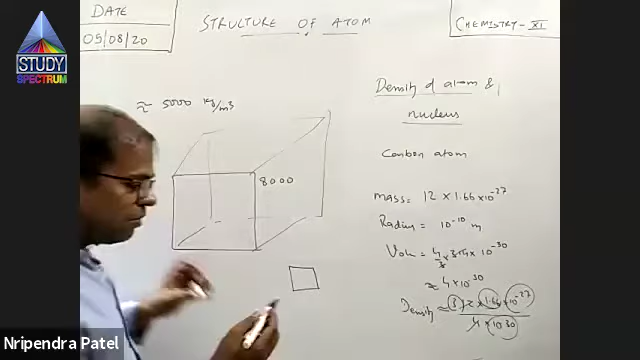 DATE
05/08/20
STRUCTURE OF ATOM
CHEMISTRY-XI
STUDY
SPECTRUM
≈ 5000 kg/m3
8000
Density of atom &
nucleus
Carbon atom
mass = 12 × 1.66 × 10⁻²⁷
Radius = 10⁻¹⁰ m
Volu = 4/3 × 3.14 × 10⁻³⁰
≈ 4 × 10⁻³⁰
Density =
1.66 × 10⁻²⁷
4 × 10⁻³⁰
Nripendra Patel